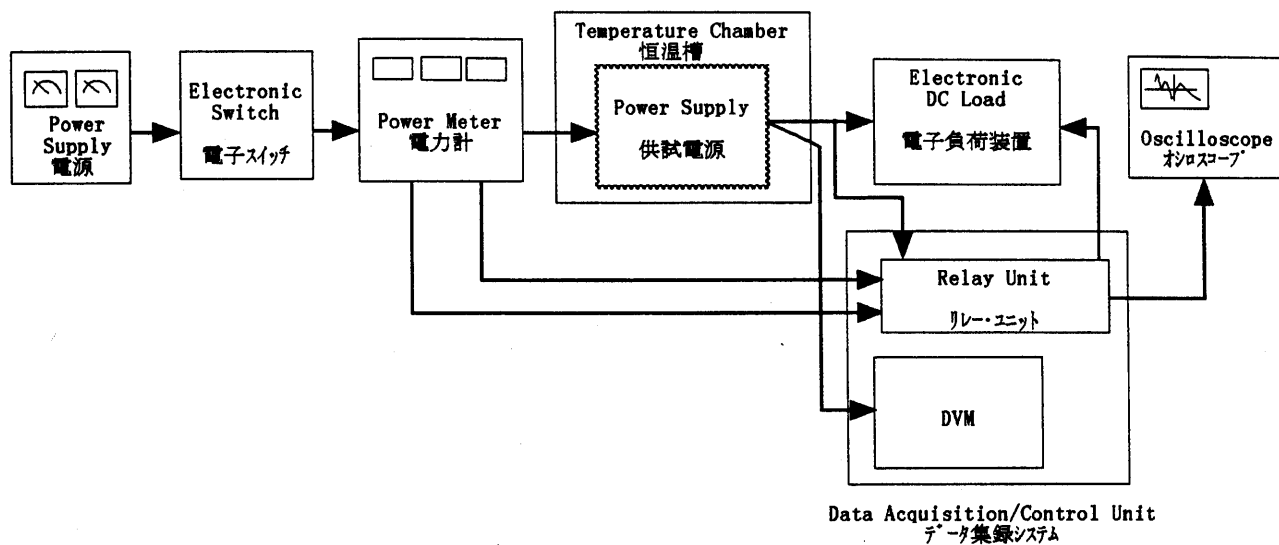 Power
Supply
電源
Electronic
Switch
電子スイッチ
Power Meter
電力計
Temperature Chamber
恒温槽
Power Supply
供試電源
Electronic
DC Load
電子負荷装置
Oscilloscope
オシロスコープ
Relay Unit
リレー・ユニット
DVM
Data Acquisition/Control Unit
データ集録システム